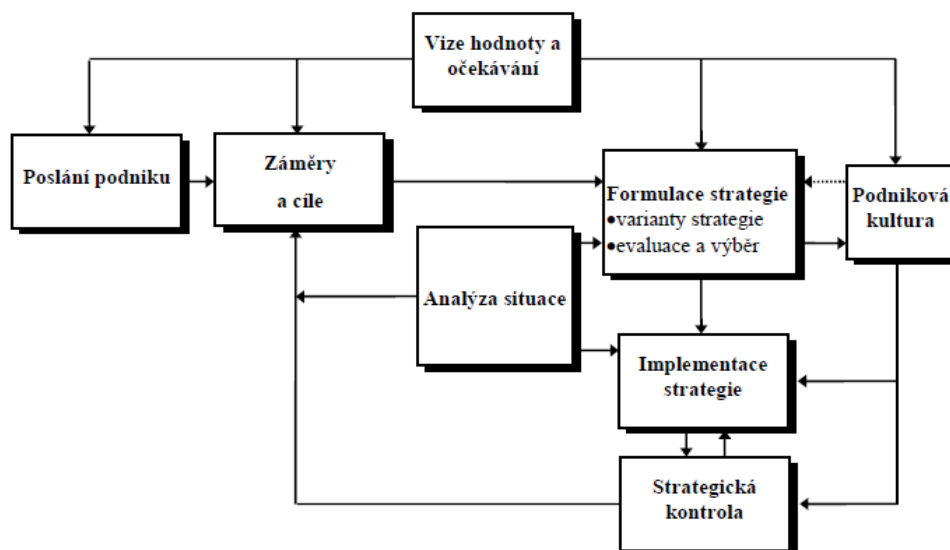 Vize hodnoty a
očekávání
Poslání podniku
Záměry
a cíle
Formulace strategie
•varianty strategie
•evaluace a výběr
Podniková
kultura
Analýza situace
Implementace
strategie
Strategická
kontrola